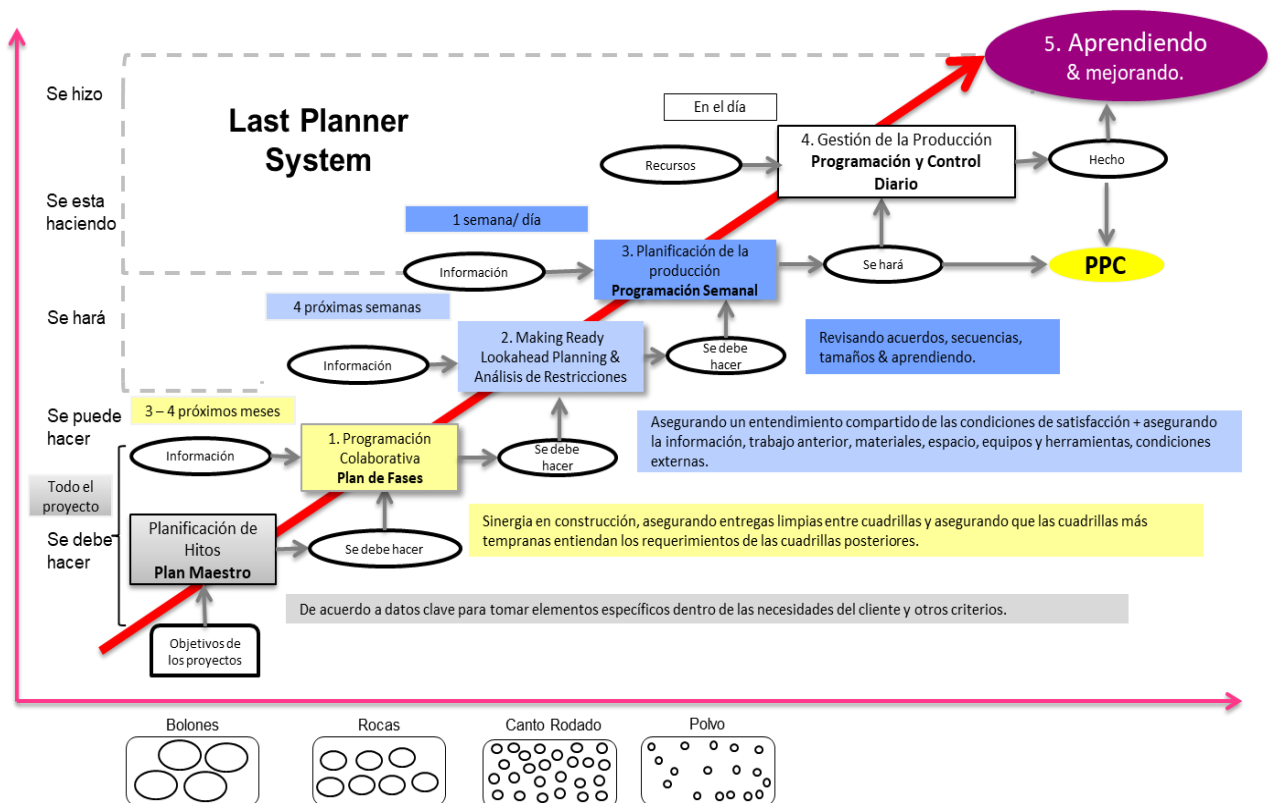 5. Aprendiendo
& mejorando.
Se hizo
Last Planner
System
En el día
4. Gestión de la Producción
Programación y Control
Diario
Recursos
Hecho
Se esta
haciendo
1 semana/ día
Información
3. Planificación de la
producción
Programación Semanal
Se hará
PPC
Se hará
4 próximas semanas
Información
2. Making Ready
Lookahead Planning &
Análisis de Restricciones
Se debe
hacer
Revisando acuerdos, secuencias,
tamaños & aprendiendo.
Se puede
hacer
3 – 4 próximos meses
Información
1. Programación
Colaborativa
Plan de Fases
Se debe
hacer
Asegurando un entendimiento compartido de las condiciones de satisfacción + asegurando
la información, trabajo anterior, materiales, espacio, equipos y herramientas, condiciones
externas.
Todo el
proyecto
Se debe
hacer
Planificación de
Hitos
Plan Maestro
Se debe hacer
Sinergia en construcción, asegurando entregas limpias entre cuadrillas y asegurando que las cuadrillas más
tempranas entiendan los requerimientos de las cuadrillas posteriores.
De acuerdo a datos clave para tomar elementos específicos dentro de las necesidades del cliente y otros criterios.
Objetivos de
los proyectos
Bolones
Rocas
Canto Rodado
Polvo